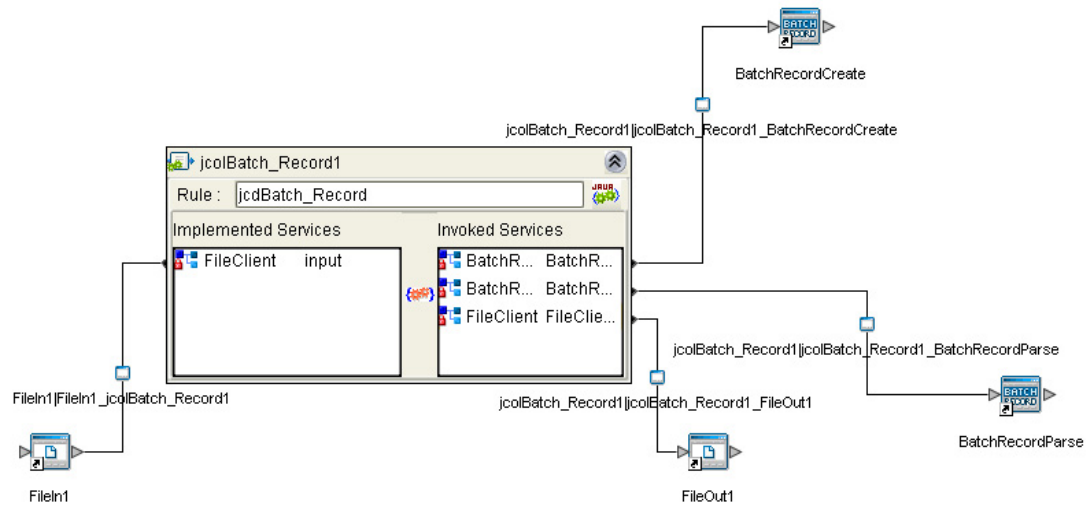 BATCH
RECORD
BatchRecordCreate
jcolBatch_Record1|jcolBatch_Record1_BatchRecordCreate
jcolBatch_Record1
Rule :
jcdBatch_Record
JAVA
Implemented Services
Invoked Services
FileClient input
BatchR... BatchR...
BatchR... BatchR...
FileClient FileClie...
jcolBatch_Record1|jcolBatch_Record1_BatchRecordParse
FileIn1|FileIn1_jcolBatch_Record1
jcolBatch_Record1|jcolBatch_Record1_FileOut1
BATCH
RECORD
BatchRecordParse
FileIn1
FileOut1